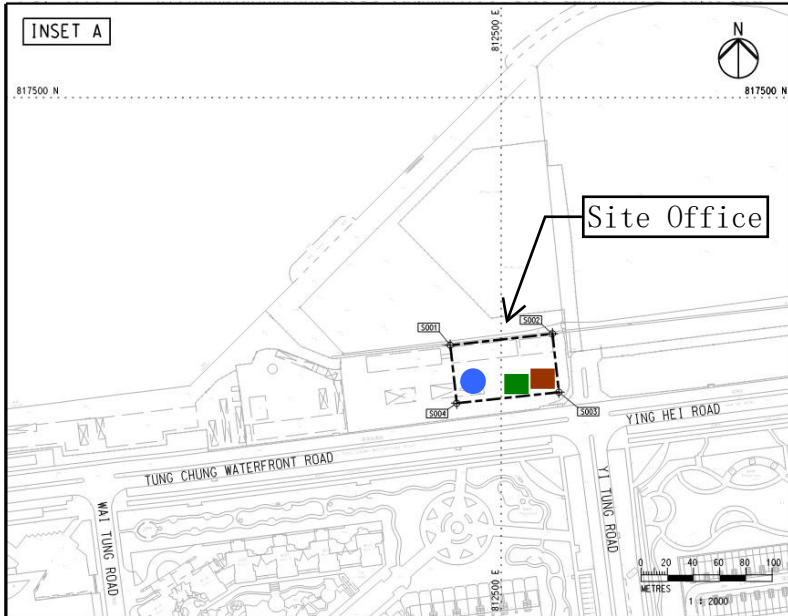 INSET A
812500 E
N
817500 N
817500 N
Site Office
S001
S002
S004
S003
YING HEI ROAD
TUNG CHUNG WATERFRONT ROAD
WAI TUNG ROAD
YI TUNG ROAD
812500 E
0 20 40 60 80 100
METRES
1 : 2000